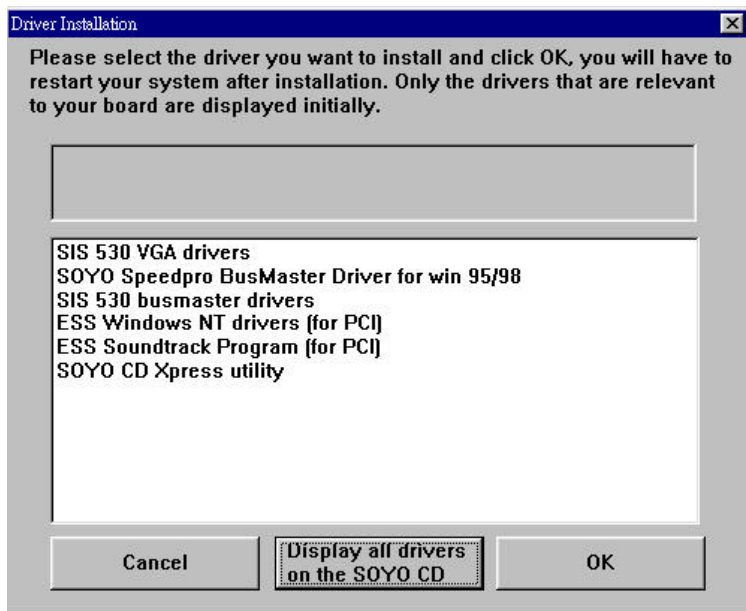 Driver Installation
Please select the driver you want to install and click OK, you will have to
restart your system after installation. Only the drivers that are relevant
to your board are displayed initially.
SIS 530 VGA drivers
SOYO Speedpro BusMaster Driver for win 95/98
SIS 530 busmaster drivers
ESS Windows NT drivers (for PCI)
ESS Soundtrack Program (for PCI)
SOYO CD Xpress utility
Cancel
Display all drivers
on the SOYO CD
OK